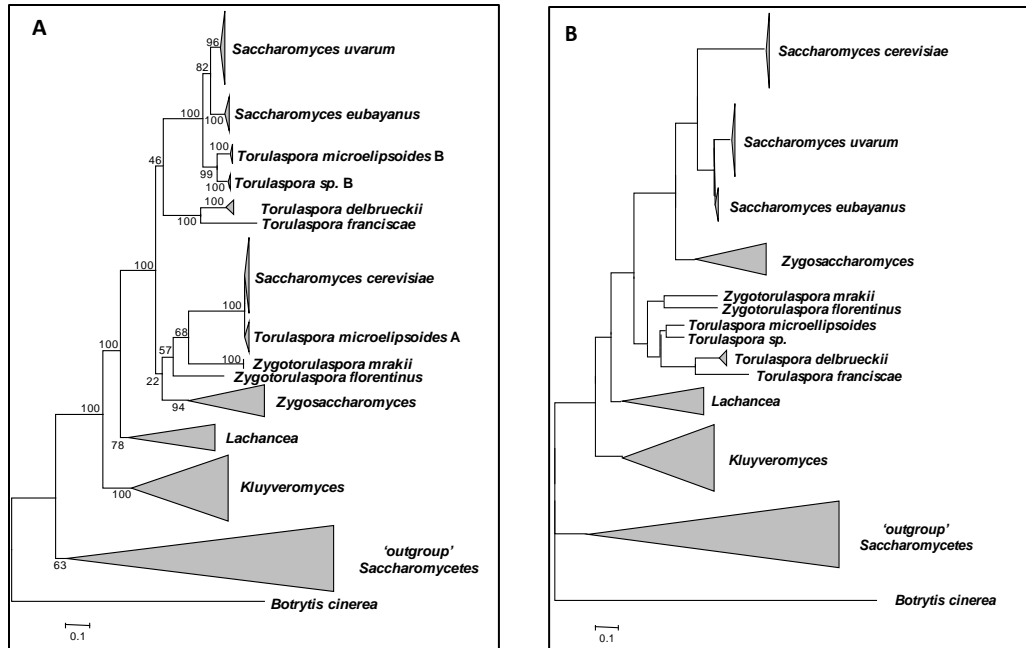 A
96
Saccharomyces uvarum
82
100
100
Saccharomyces eubayanus
100
Torulaspora microelipsoides B
99
100
Torulaspora sp. B
46
100
Torulaspora delbrueckii
100
Torulaspora franciscae
100
Saccharomyces cerevisiae
100
68
Torulaspora microelipsoides A
57
100
Zygotorulaspora mrakii
22
Zygotorulaspora florentinus
94
Zygosaccharomyces
100
78
Lachancea
100
100
Kluyveromyces
63
'outgroup'
Saccharomycetes
Botrytis cinerea
0.1
B
Saccharomyces cerevisiae
Saccharomyces uvarum
Saccharomyces eubayanus
Zygosaccharomyces
Zygotorulaspora mrakii
Zygotorulaspora florentinus
Torulaspora microellipsoides
Torulaspora sp.
Torulaspora delbrueckii
Torulaspora franciscae
Lachancea
Kluyveromyces
'outgroup'
Saccharomycetes
Botrytis cinerea
0.1